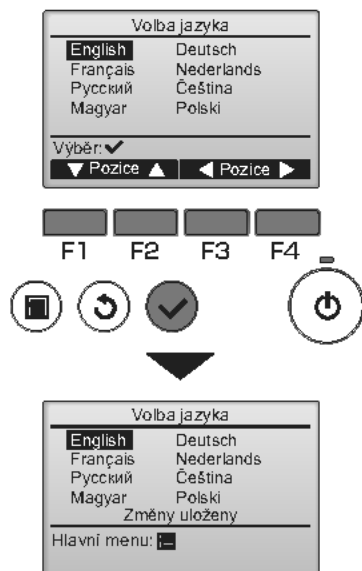 Volba jazyka
English Deutsch
Français Nederlands
Русский Čeština
Magyar Polski
Výběr:
Pozice Pozice
F1 F2 F3 F4
Volba jazyka
English Deutsch
Français Nederlands
Русский Čeština
Magyar Polski
Změny uloženy
Hlavní menu: